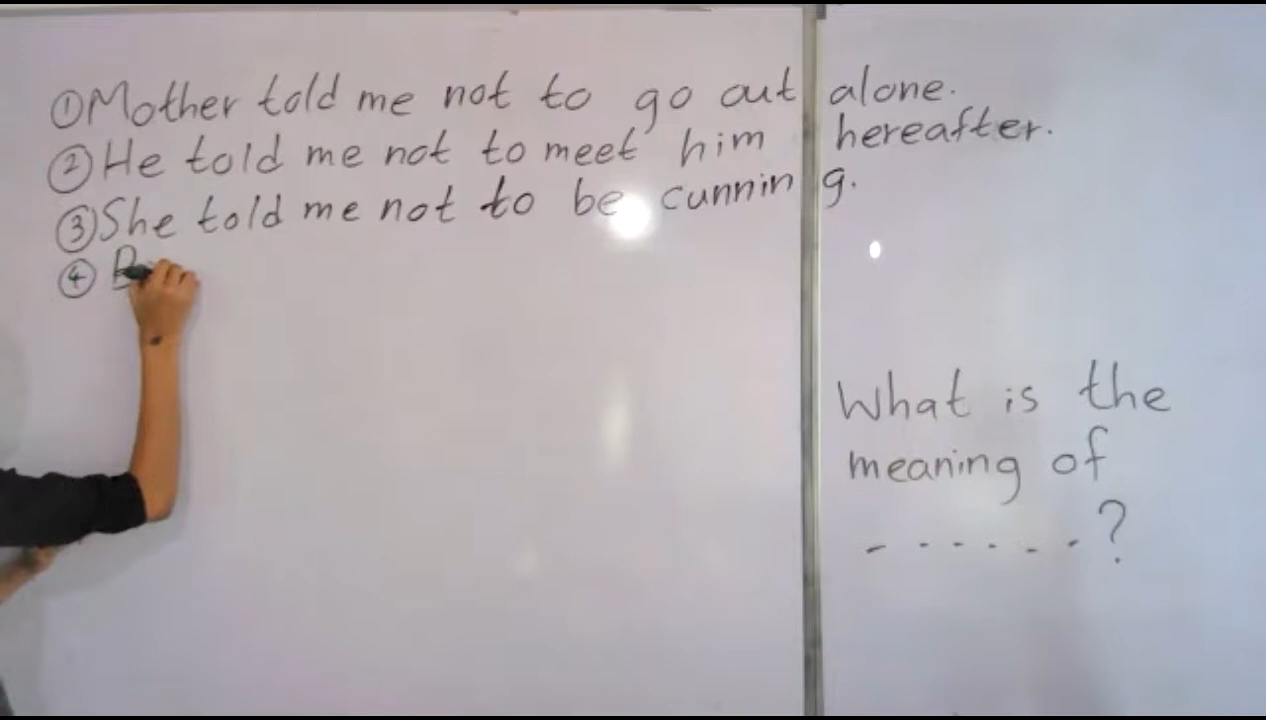 ①Mother told me not to go out alone.
②He told me not to meet him hereafter.
③She told me not to be cunning.
④
What is the
meaning of
- - - - - - ?